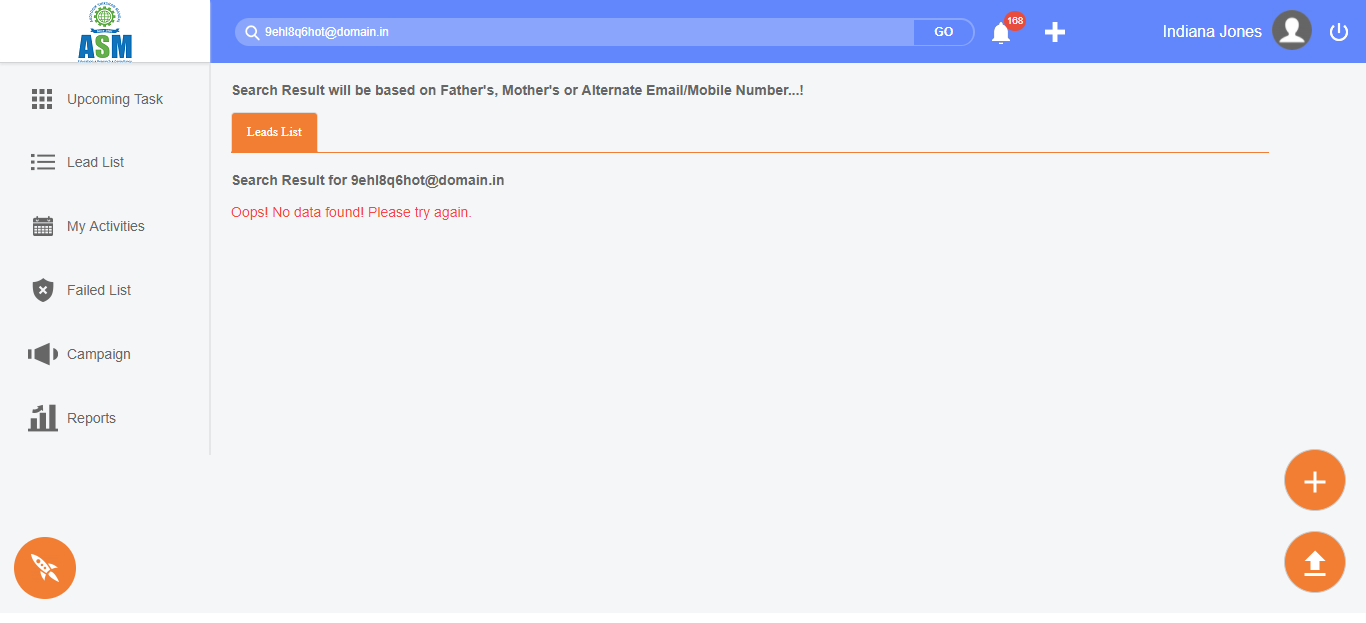 ASM
9ehl8q6hot@domain.in
GO
168
Indiana Jones
Upcoming Task
Lead List
My Activities
Failed List
Campaign
Reports
Search Result will be based on Father's, Mother's or Alternate Email/Mobile Number...!
Leads List
Search Result for 9ehl8q6hot@domain.in
Oops! No data found! Please try again.